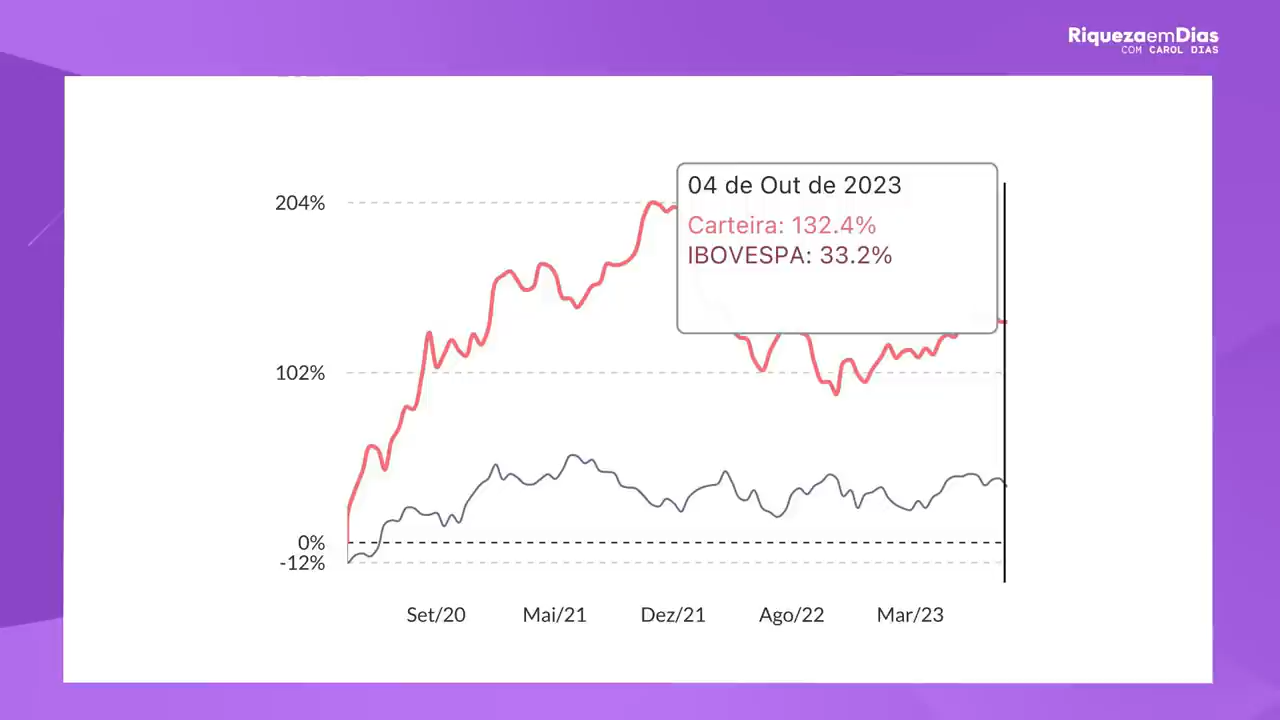 RiquezaemDias
COM CAROL DIAS
04 de Out de 2023
Carteira: 132.4%
IBOVESPA: 33.2%
204%
102%
0%
-12%
Set/20
Mai/21
Dez/21
Ago/22
Mar/23